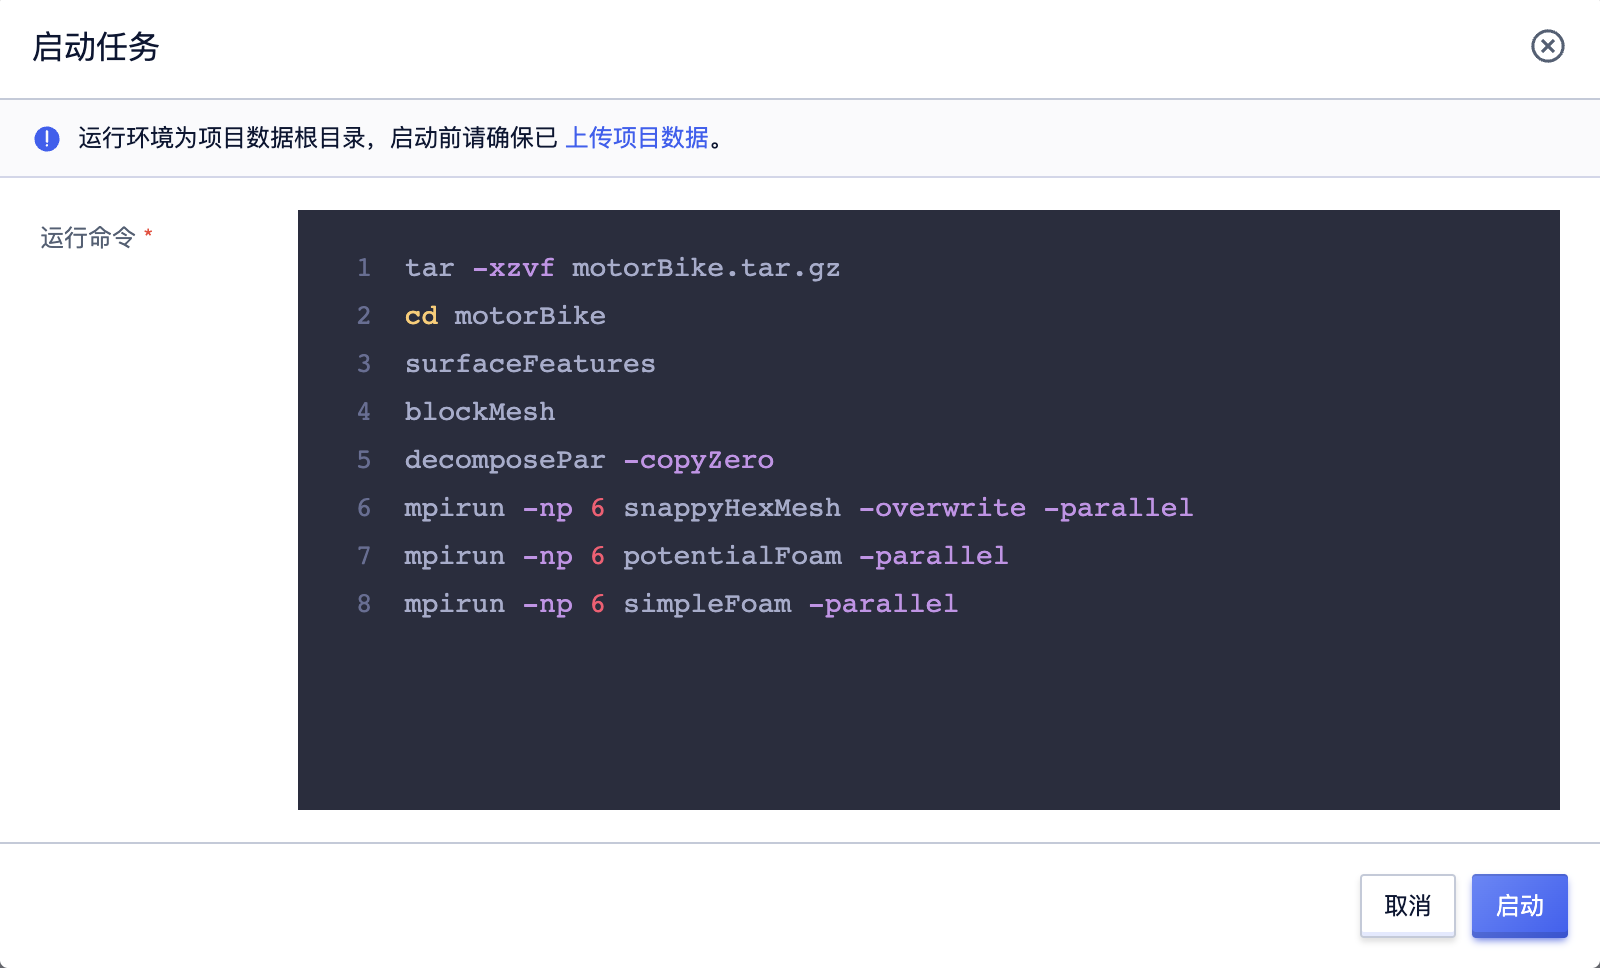 启动任务
运行环境为项目数据根目录，启动前请确保已 上传项目数据。
运行命令 *
1 tar -xzvf motorBike.tar.gz
2 cd motorBike
3 surfaceFeatures
4 blockMesh
5 decomposePar -copyZero
6 mpirun -np 6 snappyHexMesh -overwrite -parallel
7 mpirun -np 6 potentialFoam -parallel
8 mpirun -np 6 simpleFoam -parallel
取消 启动